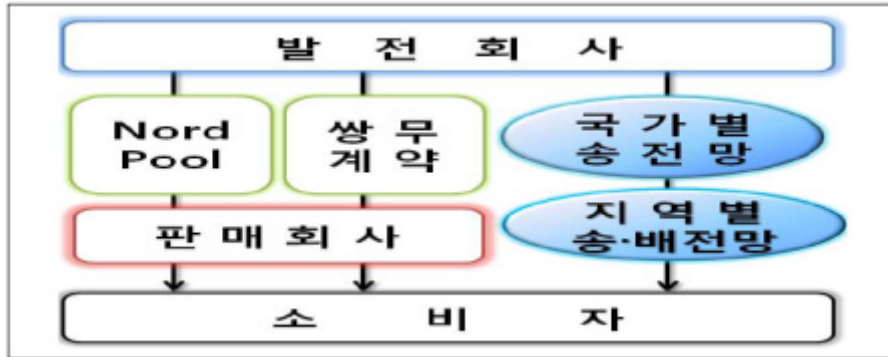 발 전 회 사
Nord
Pool
쌍 무
계 약
국 가 별
송 전 망
판 매 회 사
지 역 별
송·배전망
소 비 자